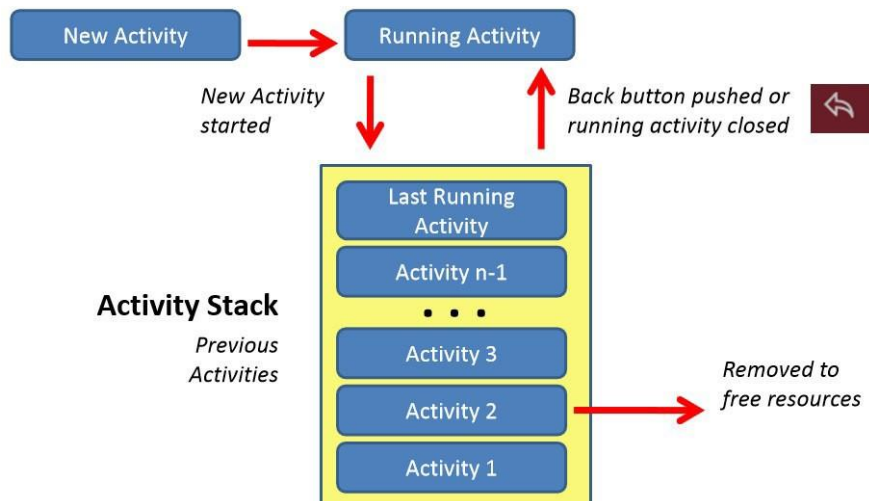 New Activity
Running Activity
New Activity
started
Back button pushed or
running activity closed
Last Running
Activity
Activity n-1
. . .
Activity Stack
Previous
Activities
Activity 3
Activity 2
Removed to
free resources
Activity 1